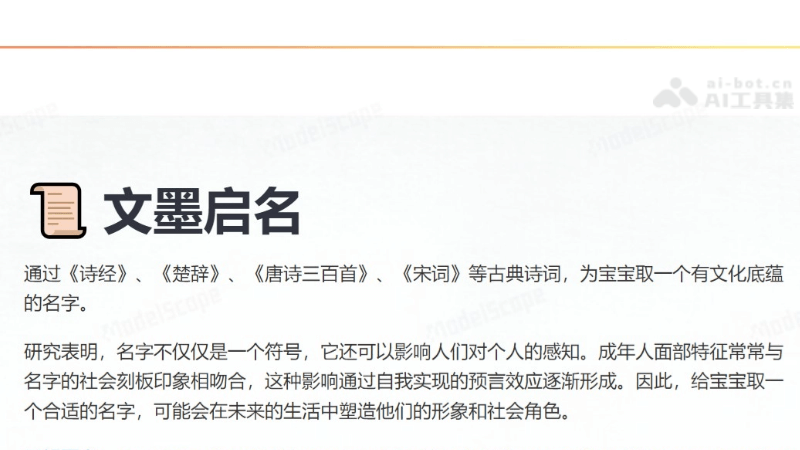 ai-bot.cn
AI工具集
文墨启名
通过《诗经》、《楚辞》、《唐诗三百首》、《宋词》等古典诗词，为宝宝取一个有文化底蕴
的名字。
研究表明，名字不仅仅是一个符号，它还可以影响人们对个人的感知。成年人面部特征常常与
名字的社会刻板印象相吻合，这种影响通过自我实现的预言效应逐渐形成。因此，给宝宝取一
个合适的名字，可能会在未来的生活中塑造他们的形象和社会角色。
ModelScope
ModelScope
ModelScope
ModelScope
ModelScope